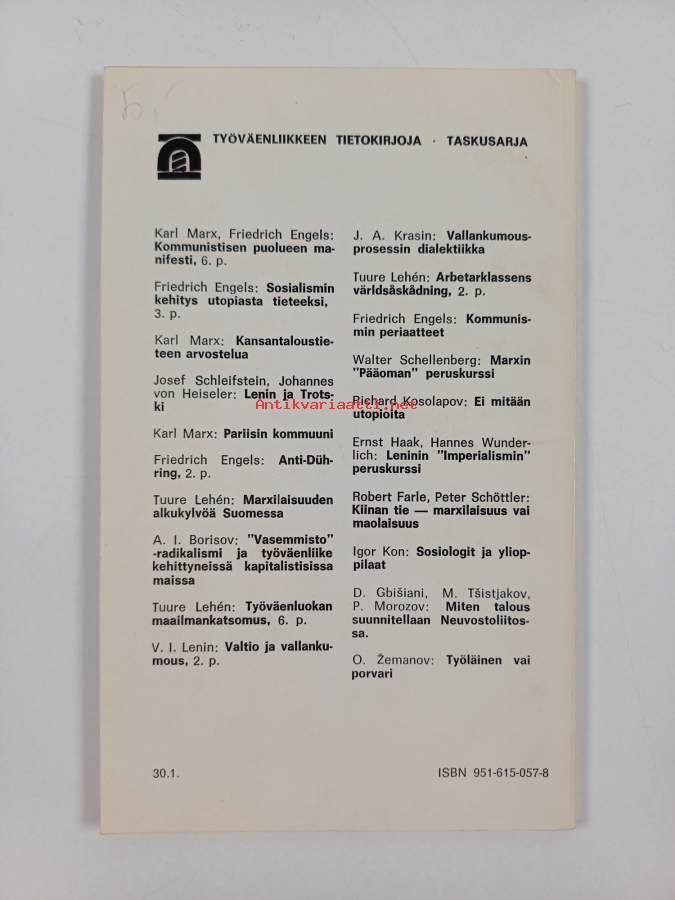 5,-
TYÖVÄENLIIKKEEN TIETOKIRJOJA · TASKUSARJA
Karl Marx, Friedrich Engels:
Kommunistisen puolueen ma-
nifesti, 6. p.
Friedrich Engels: Sosialismin
kehitys utopiasta tieteeksi,
3. p.
Karl Marx: Kansantaloustie-
teen arvostelua
Josef Schleifstein, Johannes
von Heiseler: Lenin ja Trots-
ki
Karl Marx: Pariisin kommuuni
Friedrich Engels: Anti-Düh-
ring, 2. p.
Tuure Lehén: Marxilaisuuden
alkukylvöä Suomessa
A. I. Borisov: "Vasemmisto"
-radikalismi ja työväenliike
kehittyneissä kapitalistisissa
maissa
Tuure Lehén: Työväenluokan
maailmankatsomus, 6. p.
V. I. Lenin: Valtio ja vallanku-
mous, 2. p.
J. A. Krasin: Vallankumous-
prosessin dialektiikka
Tuure Lehén: Arbetarklassens
världsåskådning, 2. p.
Friedrich Engels: Kommunis-
min periaatteet
Walter Schellenberg: Marxin
"Pääoman" peruskurssi
Richard Kosolapov: Ei mitään
utopioita
Antikvariaatti.net
Ernst Haak, Hannes Wunder-
lich: Leninin "Imperialismin"
peruskurssi
Robert Farle, Peter Schöttler:
Kiinan tie — marxilaisuus vai
maolaisuus
Igor Kon: Sosiologit ja yliop-
pilaat
D. Gbišiani, M. Tšistjakov,
P. Morozov: Miten talous
suunnitellaan Neuvostoliitos-
sa.
O. Žemanov: Työläinen vai
porvari
30.1.
ISBN 951-615-057-8